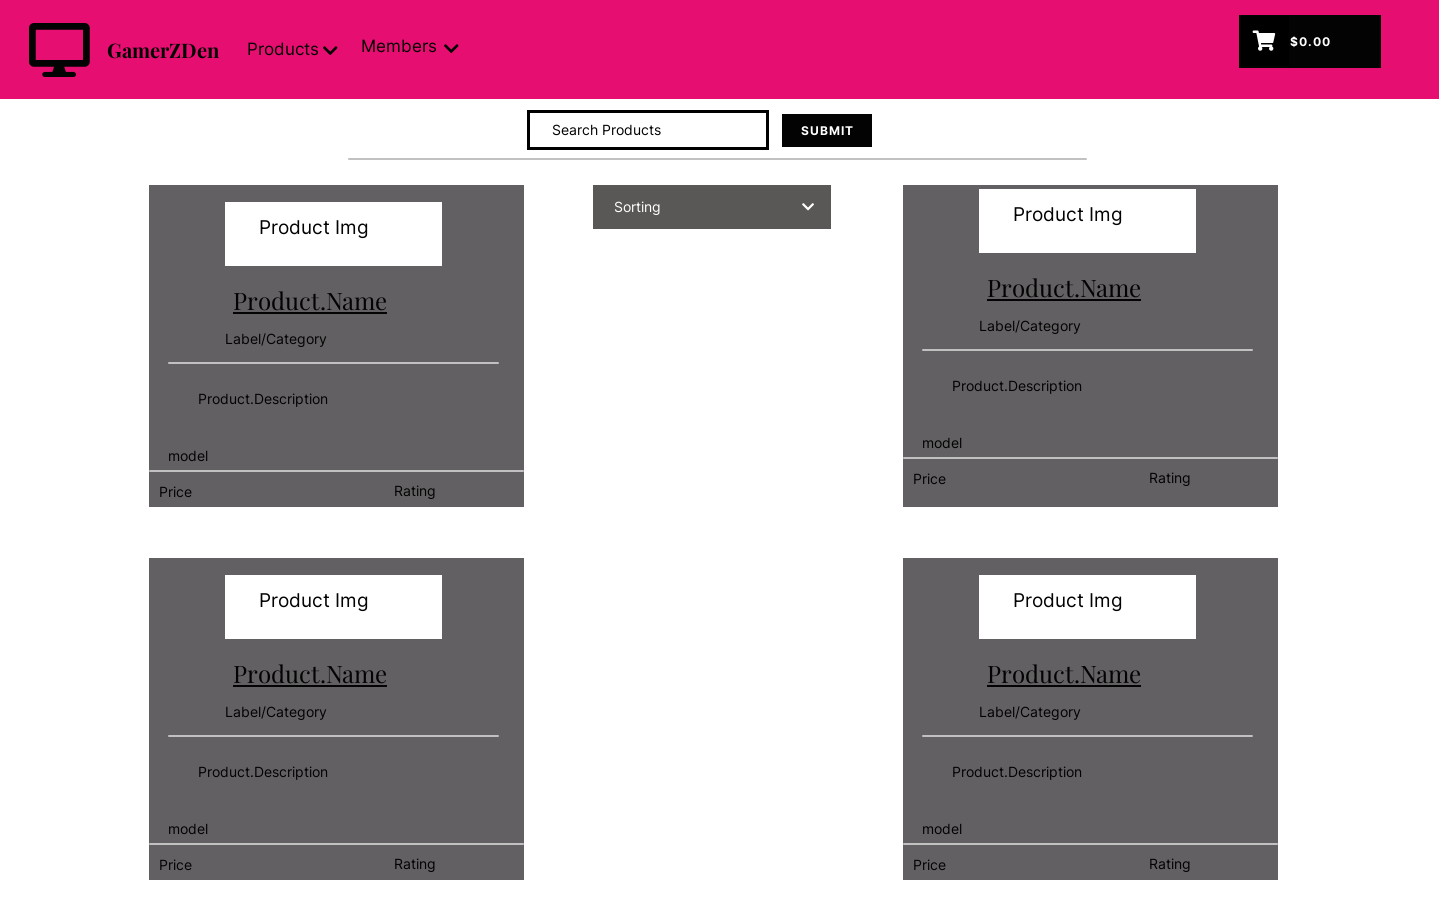 GamerZDen
Products
Members
$0.00
Search Products
SUBMIT
Sorting
Product Img
Product.Name
Label/Category
Product.Description
model
Price
Rating
Product Img
Product.Name
Label/Category
Product.Description
model
Price
Rating
Product Img
Product.Name
Label/Category
Product.Description
model
Price
Rating
Product Img
Product.Name
Label/Category
Product.Description
model
Price
Rating